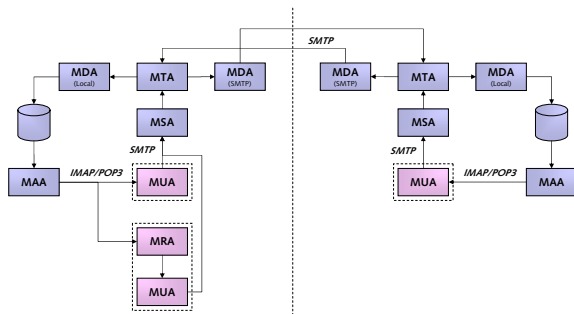 SMTP
MDA
(Local)
MTA
MDA
(SMTP)
MDA
(SMTP)
MTA
MDA
(Local)
MSA
MSA
SMTP
SMTP
MAA
IMAP/POP3
MUA
MUA
IMAP/POP3
MAA
MRA
MUA